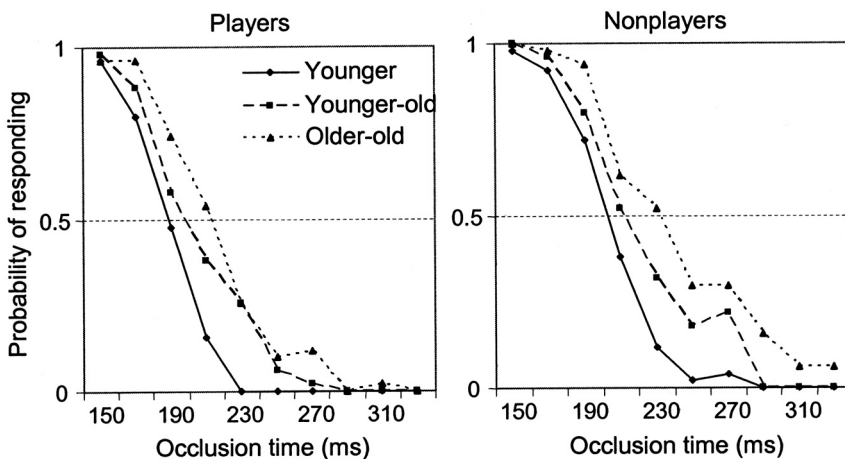 Players
Nonplayers
Probability of responding
1
0.5
0
Younger
Younger-old
Older-old
150 190 230 270 310
Occlusion time (ms)
1
0.5
0
150 190 230 270 310
Occlusion time (ms)